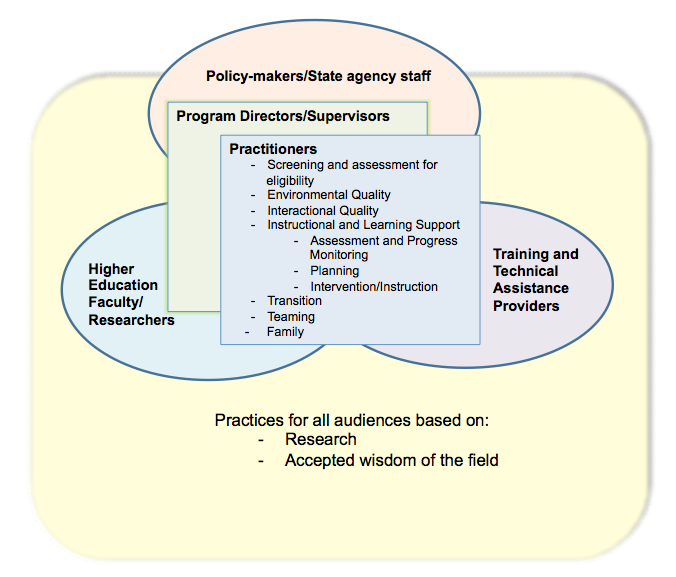 Policy-makers/State agency staff
Program Directors/Supervisors
Practitioners
- Screening and assessment for
eligibility
- Environmental Quality
- Interactional Quality
- Instructional and Learning Support
- Assessment and Progress
Monitoring
- Planning
- Intervention/Instruction
- Transition
- Teaming
- Family
Higher
Education
Faculty/
Researchers
Training and
Technical
Assistance
Providers
Practices for all audiences based on:
- Research
- Accepted wisdom of the field